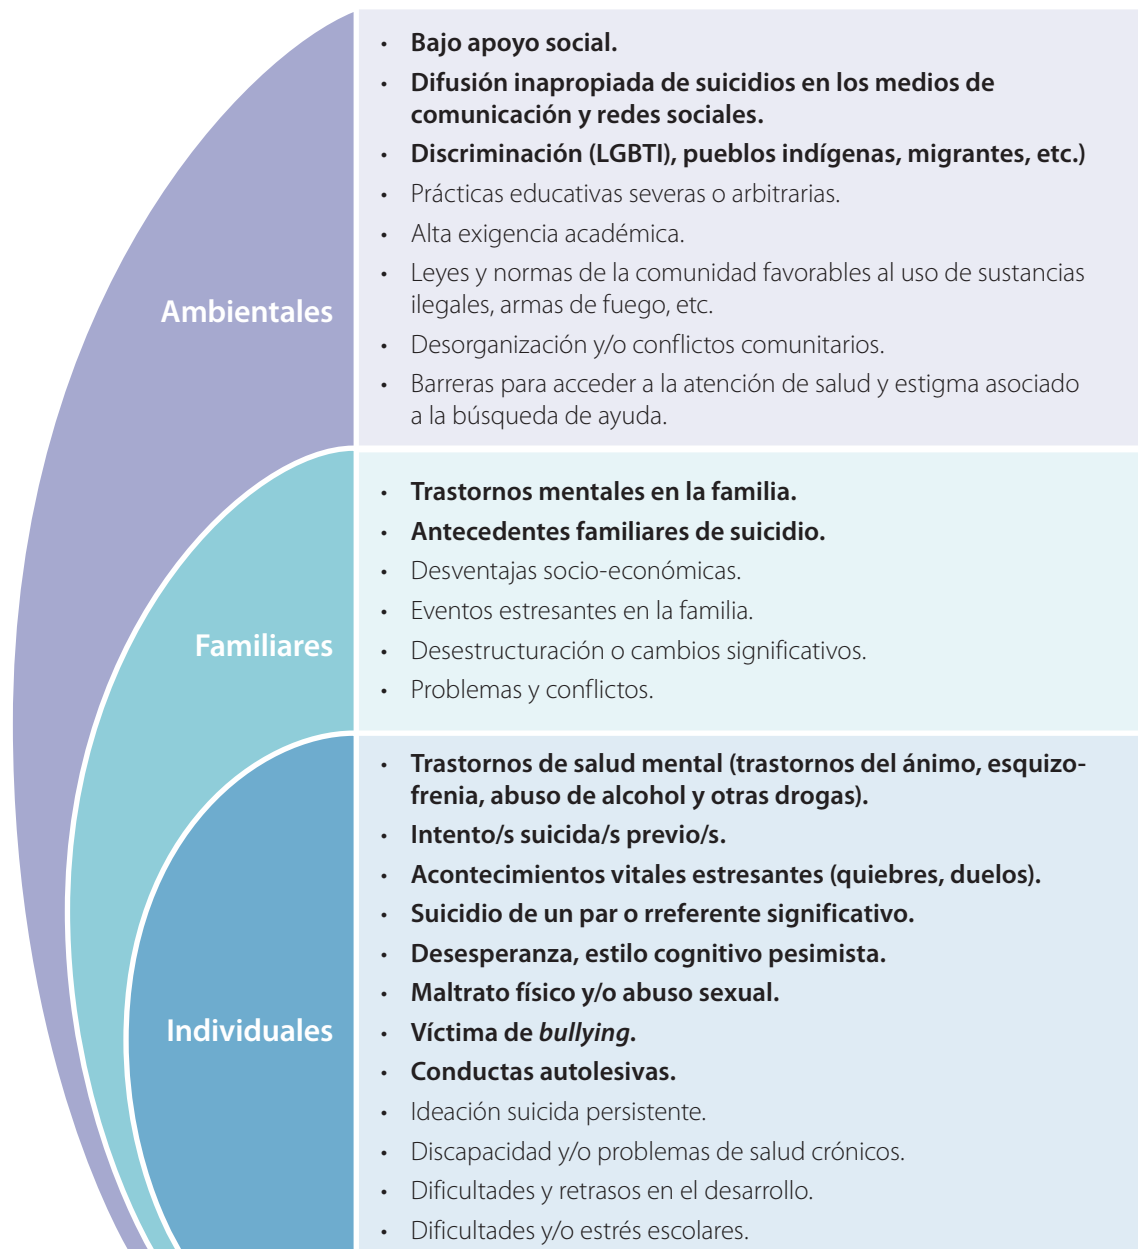 Ambientales
• Bajo apoyo social.
• Difusión inapropiada de suicidios en los medios de
comunicación y redes sociales.
• Discriminación (LGBTI), pueblos indígenas, migrantes, etc.)
• Prácticas educativas severas o arbitrarias.
• Alta exigencia académica.
• Leyes y normas de la comunidad favorables al uso de sustancias
ilegales, armas de fuego, etc.
• Desorganización y/o conflictos comunitarios.
• Barreras para acceder a la atención de salud y estigma asociado
a la búsqueda de ayuda.
Familiares
• Trastornos mentales en la familia.
• Antecedentes familiares de suicidio.
• Desventajas socio-económicas.
• Eventos estresantes en la familia.
• Desestructuración o cambios significativos.
• Problemas y conflictos.
Individuales
• Trastornos de salud mental (trastornos del ánimo, esquizo-
frenia, abuso de alcohol y otras drogas).
• Intento/s suicida/s previo/s.
• Acontecimientos vitales estresantes (quiebres, duelos).
• Suicidio de un par o rreferente significativo.
• Desesperanza, estilo cognitivo pesimista.
• Maltrato físico y/o abuso sexual.
• Víctima de bullying.
• Conductas autolesivas.
• Ideación suicida persistente.
• Discapacidad y/o problemas de salud crónicos.
• Dificultades y retrasos en el desarrollo.
• Dificultades y/o estrés escolares.